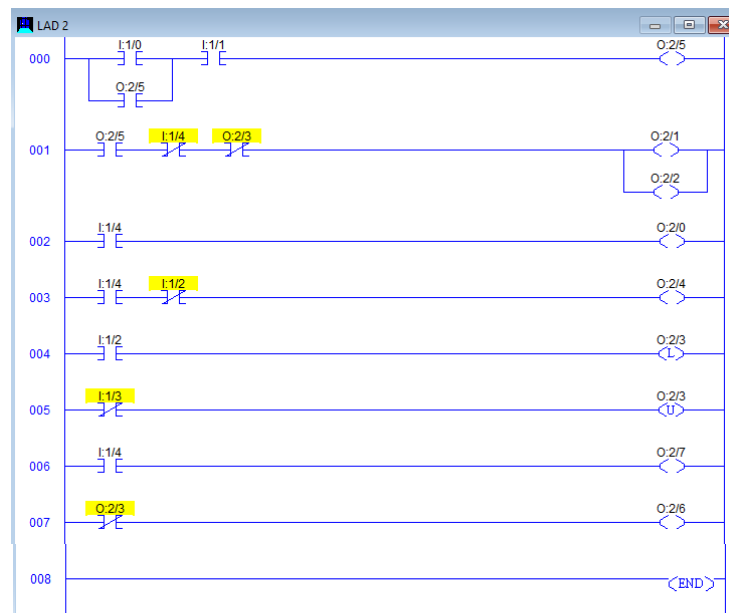 LAD 2
I:1/0 I:1/1 O:2/5
000
O:2/5
O:2/5 I:1/4 O:2/3 O:2/1
001
O:2/2
I:1/4 O:2/0
002
I:1/4 I:1/2 O:2/4
003
I:1/2 O:2/3
004 L
I:1/3 O:2/3
005 U
I:1/4 O:2/7
006
O:2/3 O:2/6
007
008 END